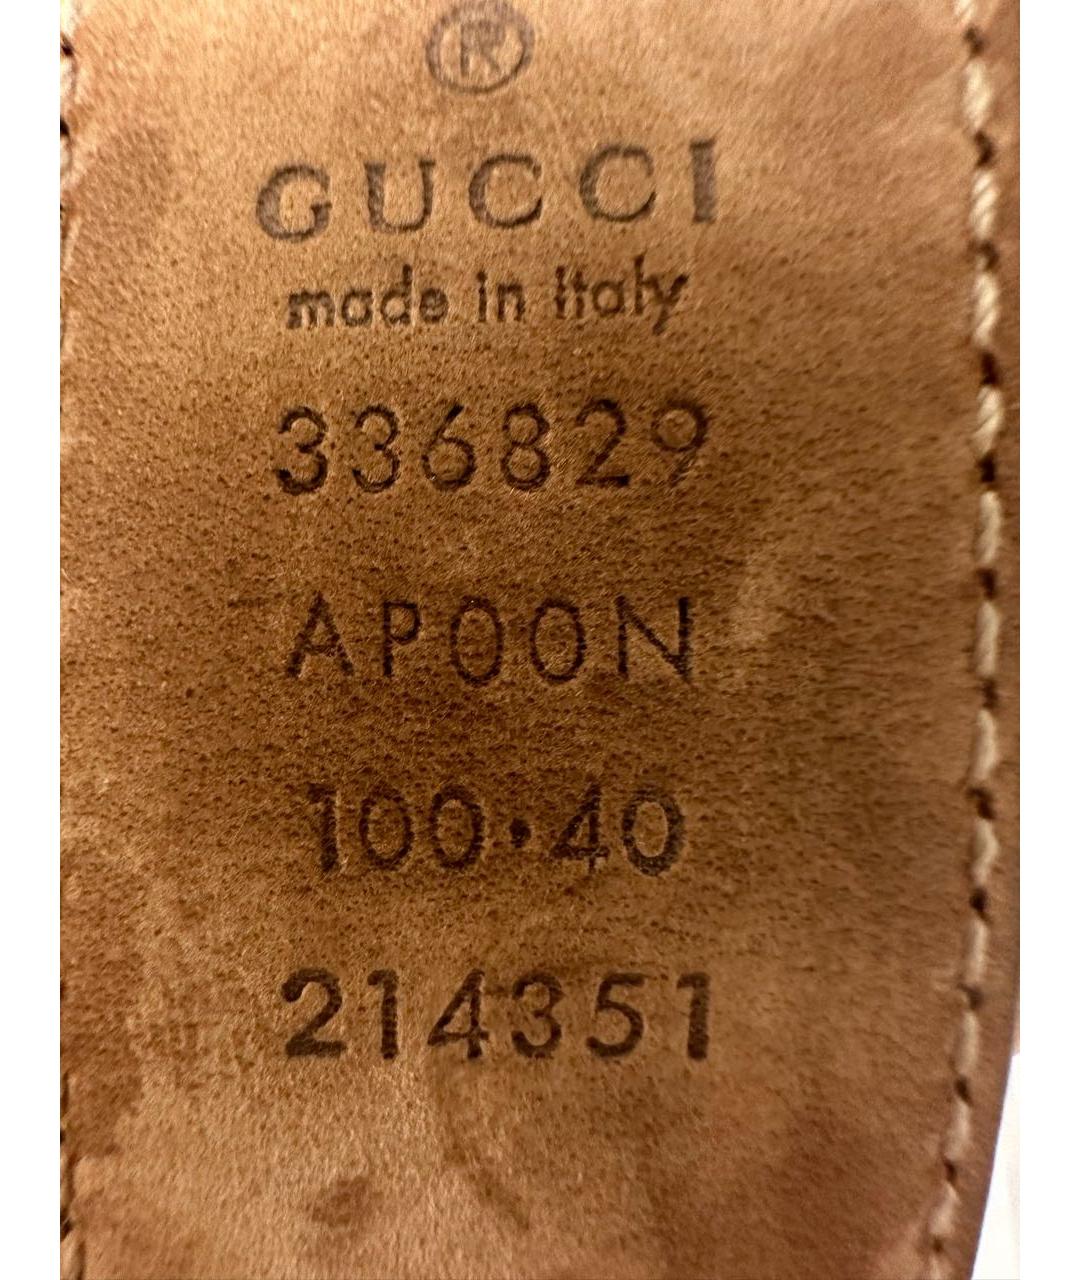 ®
GUCCI
made in italy
336829
AP00N
100·40
214351